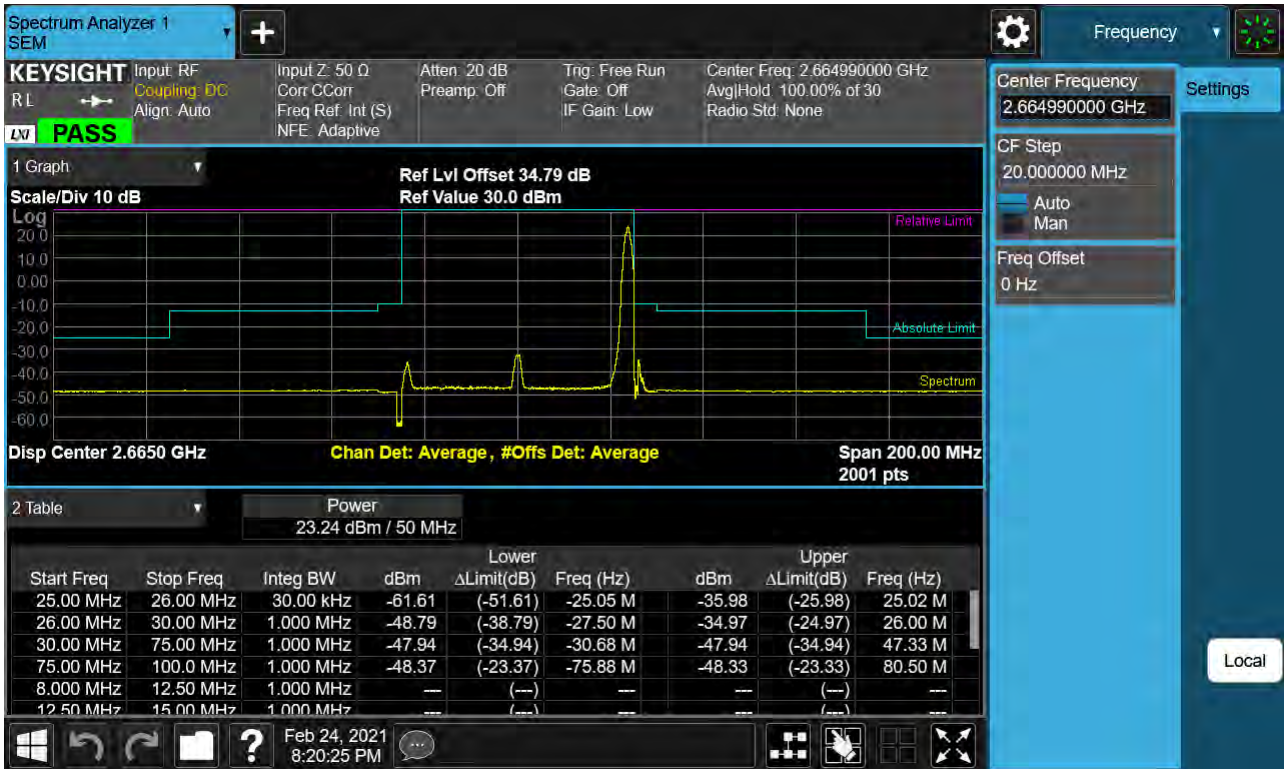 Spectrum Analyzer 1
SEM
+
Frequency
KEYSIGHT
RL
LXI
PASS
Input: RF
Coupling: DC
Align: Auto
Input Z: 50 Ω
Corr CCorr
Freq Ref: Int (S)
NFE: Adaptive
Atten: 20 dB
Preamp: Off
Trig: Free Run
Gate: Off
IF Gain: Low
Center Freq: 2.664990000 GHz
Avg|Hold: 100.00% of 30
Radio Std: None
Center Frequency
2.664990000 GHz
Settings
CF Step
20.000000 MHz
Auto
Man
Freq Offset
0 Hz
1 Graph
Scale/Div 10 dB
Ref Lvl Offset 34.79 dB
Ref Value 30.0 dBm
Log
20.0
10.0
0.00
-10.0
-20.0
-30.0
-40.0
-50.0
-60.0
Relative Limit
Absolute Limit
Spectrum
Disp Center 2.6650 GHz
Chan Det: Average, #Offs Det: Average
Span 200.00 MHz
2001 pts
2 Table
Power
23.24 dBm / 50 MHz
Lower Upper
Start Freq Stop Freq Integ BW dBm ΔLimit(dB) Freq (Hz) dBm ΔLimit(dB) Freq (Hz)
25.00 MHz 26.00 MHz 30.00 kHz -61.61 (-51.61) -25.05 M -35.98 (-25.98) 25.02 M
26.00 MHz 30.00 MHz 1.000 MHz -48.79 (-38.79) -27.50 M -34.97 (-24.97) 26.00 M
30.00 MHz 75.00 MHz 1.000 MHz -47.94 (-34.94) -30.68 M -47.94 (-34.94) 47.33 M
75.00 MHz 100.0 MHz 1.000 MHz -48.37 (-23.37) -75.88 M -48.33 (-23.33) 80.50 M
8.000 MHz 12.50 MHz 1.000 MHz --- (---) --- --- (---) ---
12.50 MHz 15.00 MHz 1.000 MHz --- (---) --- --- (---) ---
Local
?
Feb 24, 2021
8:20:25 PM